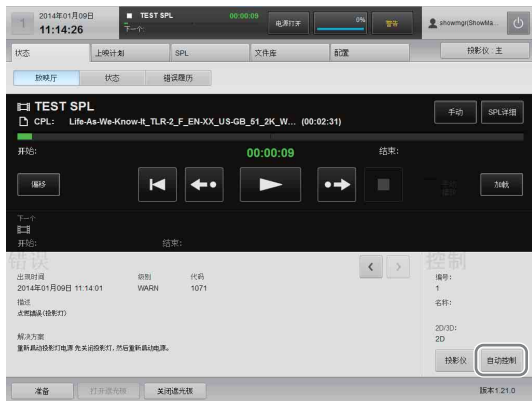 1
2014年01月09日
11:14:26
TEST SPL
00:00:09
下一个:
电源打开
0%
警告
showmgr(ShowMa...
状态
上映计划
SPL
文件库
配置
投影仪 : 主
放映厅
状态
错误履历
TEST SPL
CPL: Life-As-We-Know-It_TLR-2_F_EN-XX_US-GB_51_2K_W... (00:02:31)
手动
SPL详细
开始:
00:00:09
结束:
偏移
加载
下一个
开始:
结束:
错误
控制
出现时间
级别
代码
2014年01月09日 11:14:01
WARN
1071
描述
点燃錯誤(投影灯)
解决方案
重新启动投影灯电源 先关闭投影灯, 然后重新启动电源。
编号:
1
名称:
2D/3D:
2D
投影仪
自动控制
准备
打开遮光板
关闭遮光板
版本1.21.0